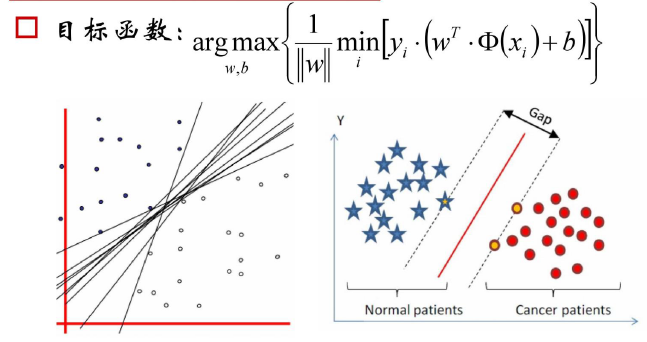 目标函数: arg max_{w,b} { 1/‖w‖ min_i [y_i · (w^T · Φ(x_i) + b)] }
Y
Gap
Normal patients
Cancer patients